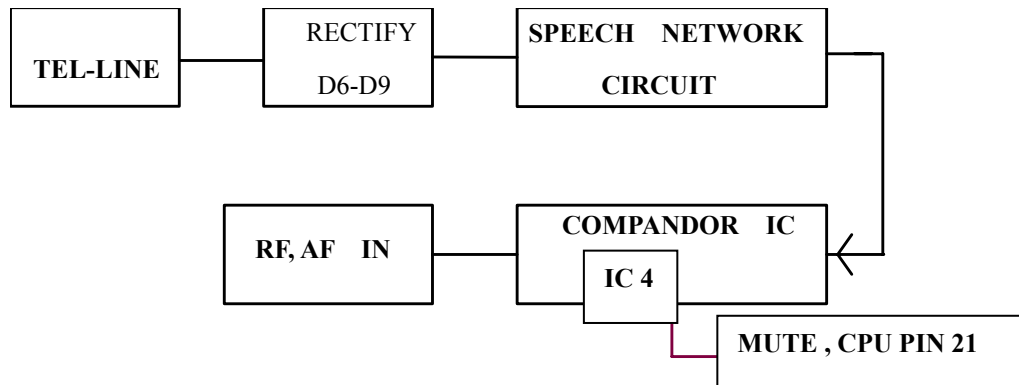 TEL-LINE
RECTIFY
D6-D9
SPEECH NETWORK
CIRCUIT
RF, AF IN
COMPANDOR IC
IC 4
MUTE , CPU PIN 21